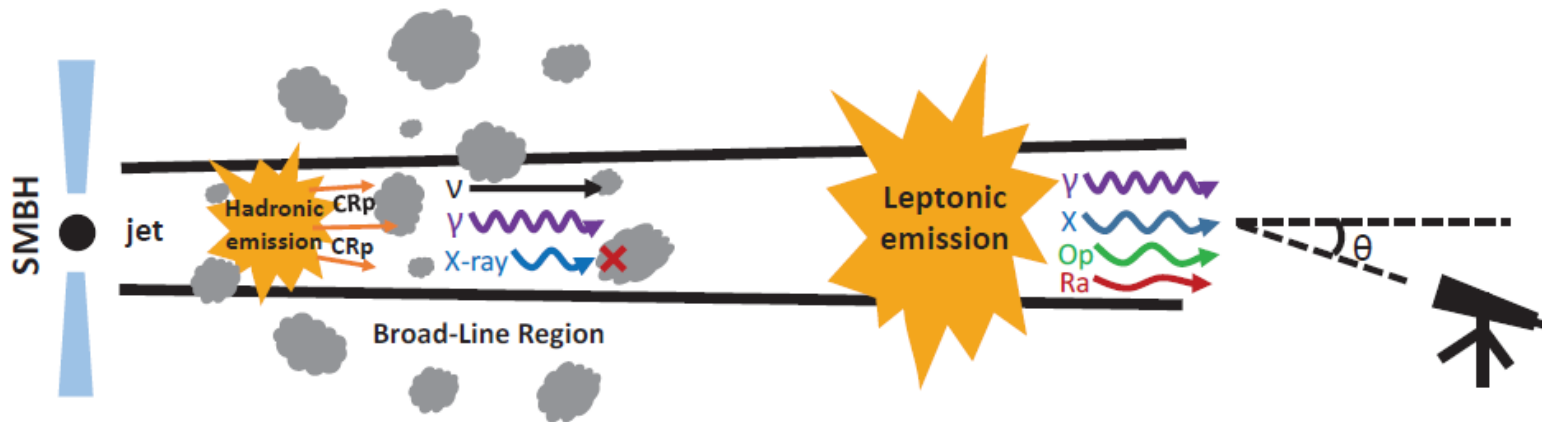 SMBH
jet
Hadronic
emission
CRp
CRp
ν
γ
X-ray
Broad-Line Region
Leptonic
emission
γ
X
Op
Ra
θ